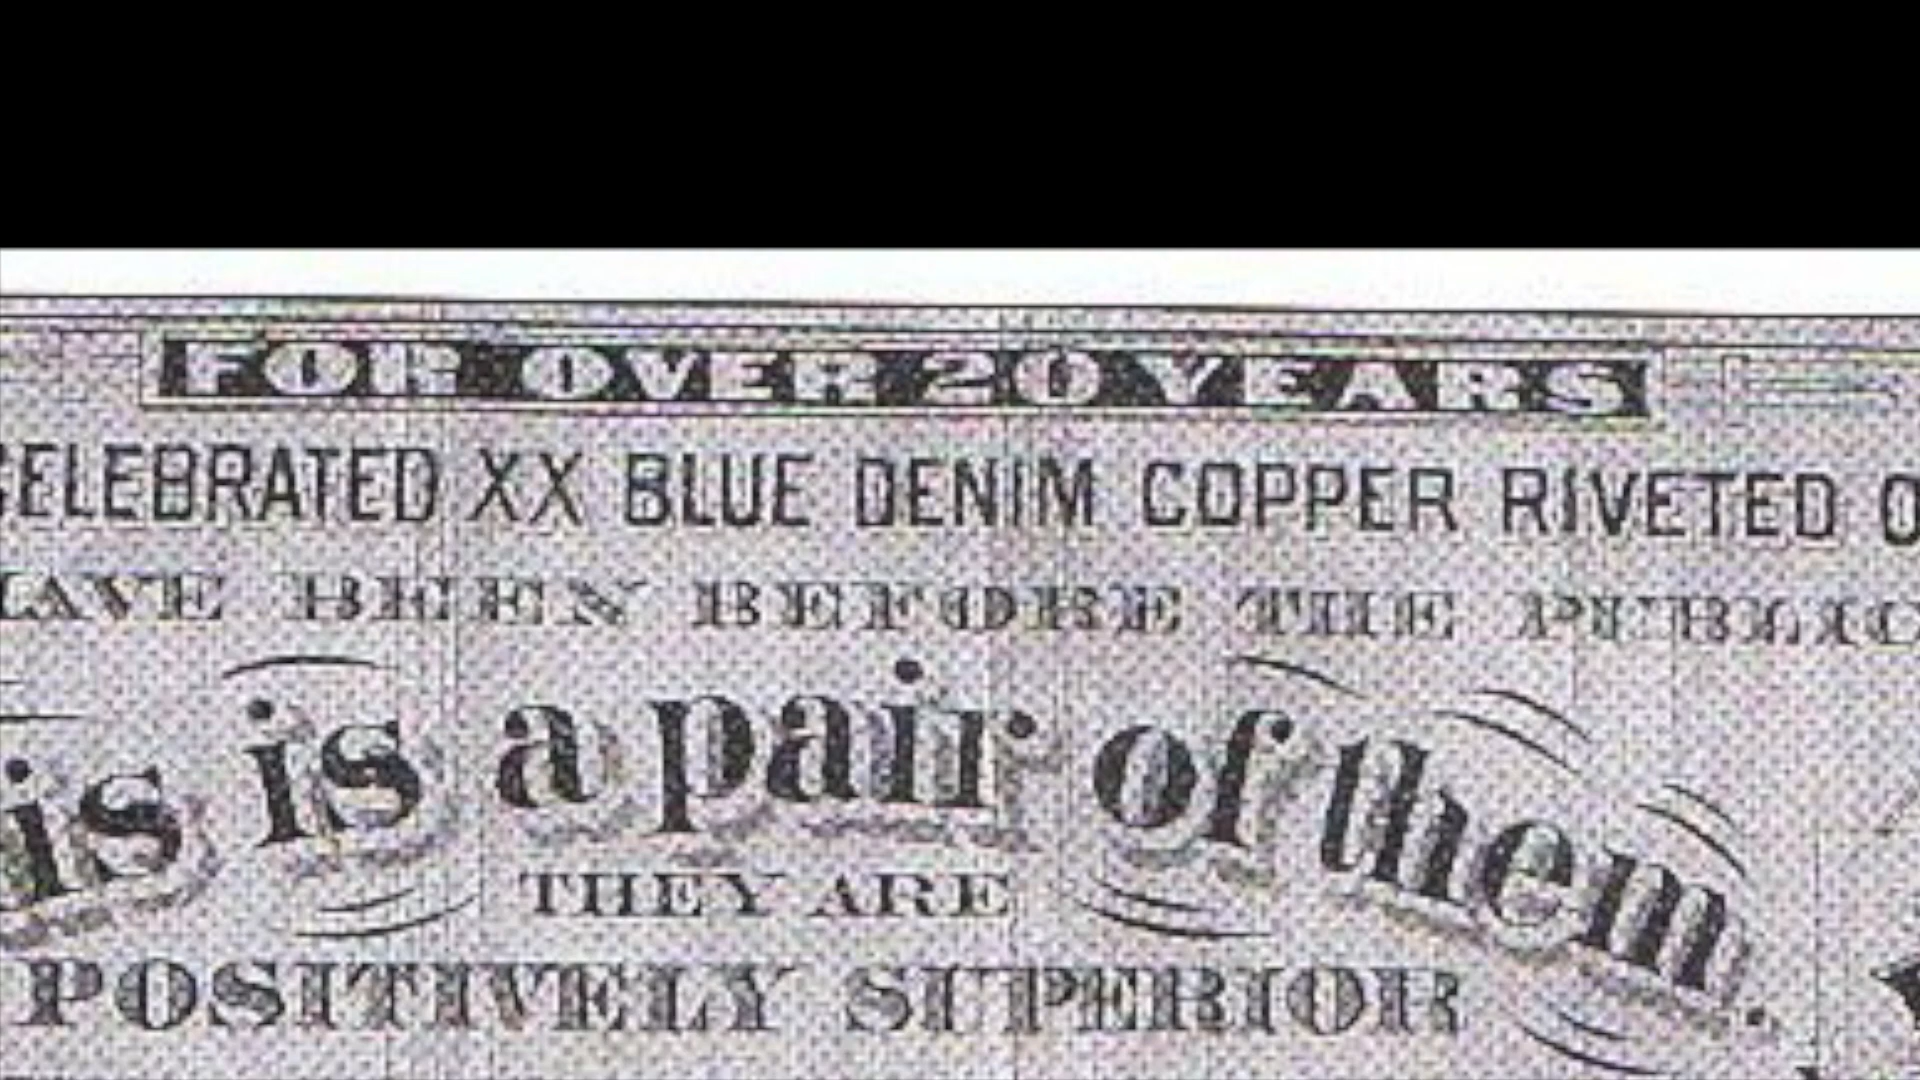 FOR OVER 20 YEARS
CELEBRATED XX BLUE DENIM COPPER RIVETED O
HAVE BEEN BEFORE THE PUBLIC
is is a pair of them.
THEY ARE
POSITIVELY SUPERIOR